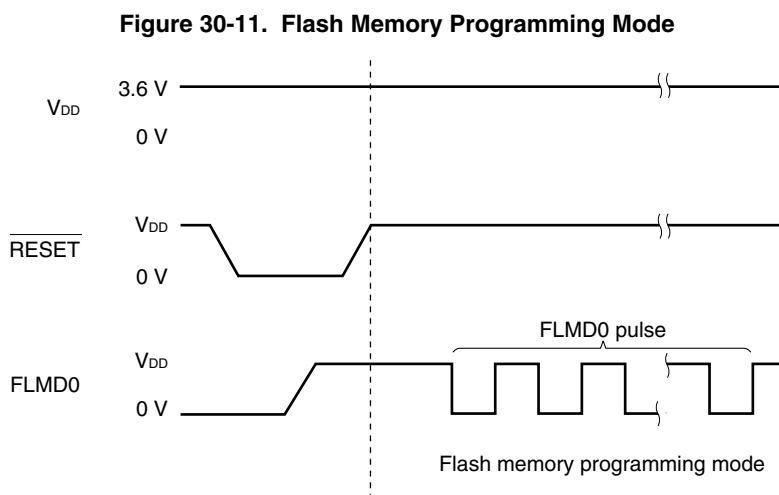 Figure 30-11. Flash Memory Programming Mode
3.6 V
VDD
0 V
VDD
RESET
0 V
FLMD0 pulse
VDD
FLMD0
0 V
Flash memory programming mode